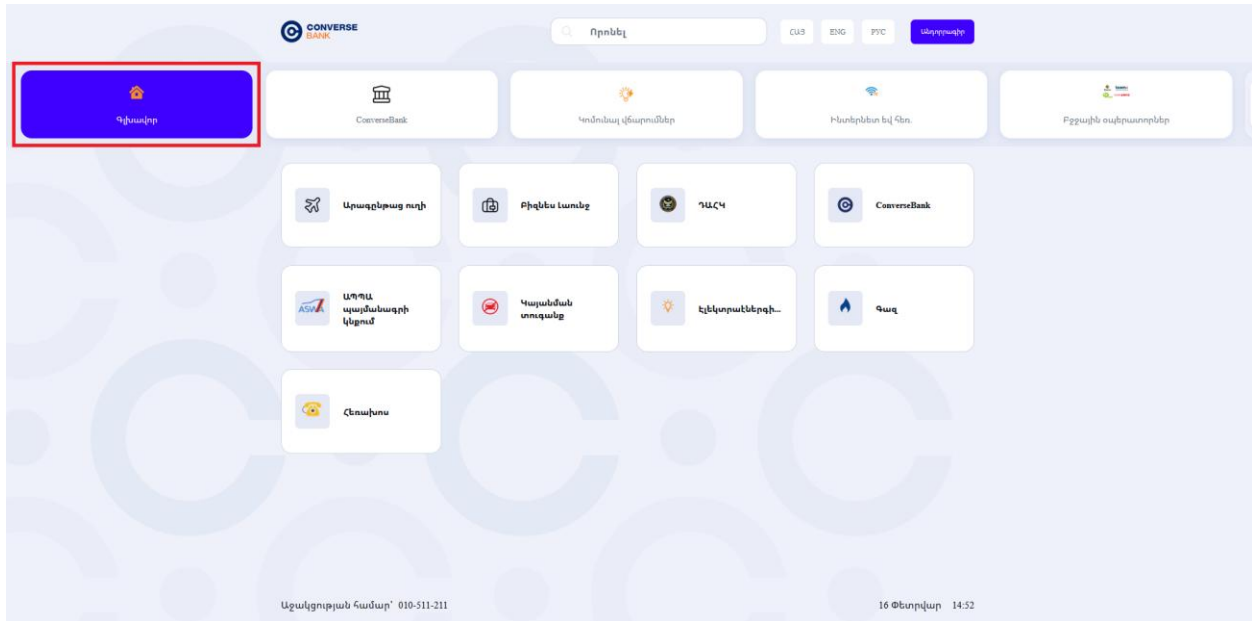 CONVERSE
BANK
Որոնել
ՀԱՅ
ENG
РУС
Անդորրագիր
Գլխավոր
ConverseBank
Կոմունալ վճարումներ
Ինտերնետ եվ հեռ.
Բջջային օպերատորներ
Արագընթաց ուղի
Բիզնես Լաունջ
ԴԱՀԿ
ConverseBank
ASWA
ԱՊՊԱ
պայմանագրի
կնքում
Կայանման
տուգանք
Էլեկտրաէներգի...
Գազ
Հեռախոս
Աջակցության համար՝ 010-511-211
16 Փետրվար 14:52